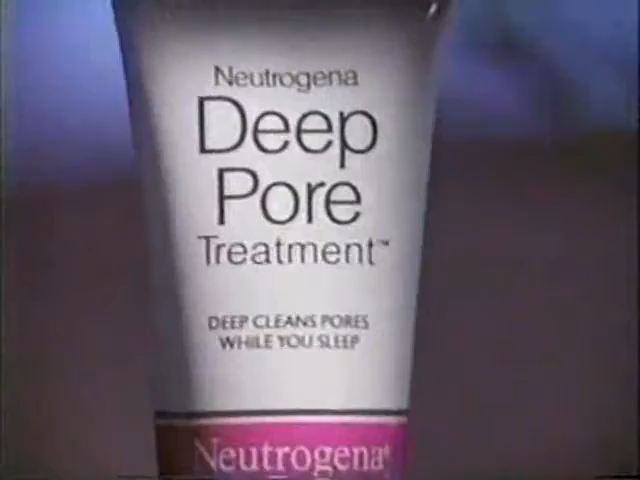 Neutrogena
Deep
Pore
Treatment™
DEEP CLEANS PORES
WHILE YOU SLEEP
Neutrogena®